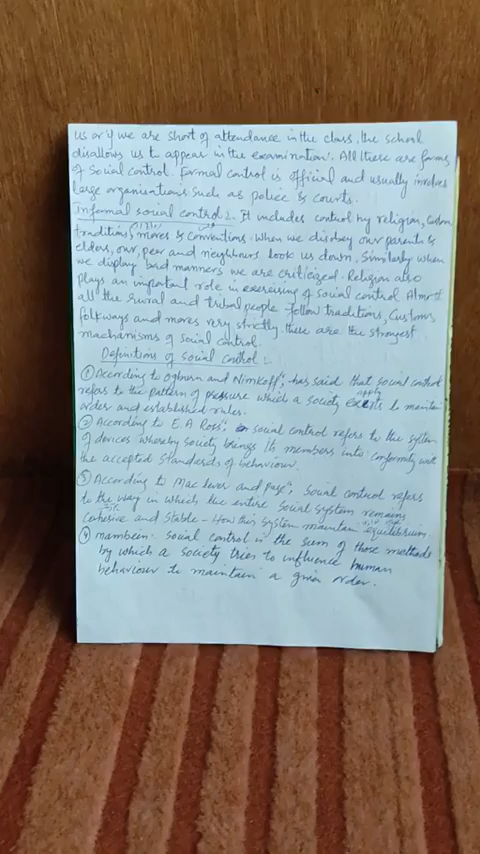 us or if we are short of attendance in the class, the school
disallows us to appear in the examination. All these are forms
of social control. Formal control is official and usually involves
large organisations such as police & courts.
Informal social control:- It includes control by religion, custom,
traditions, mores & conventions. When we disobey our parents &
elders, our, peer and neighbours look us down. Similarly when
we display bad manners we are criticized. Religion also
plays an important role in exercising of social control. Almost
all the rural and tribal people follow traditions, Customs,
folkways and mores very strictly, these are the strongest
mechanisms of social control.
Definitions of social control:-
① According to Ogburn and Nimkoff, has said that social control
apply
refers to the pattern of pressure which a society exerts to maintain
order and established rules.
② According to E.A Ross: social control refers to the system
of devices whereby society brings its members into conformity with
the accepted standards of behaviour.
③ According to Mac Iver and Page, Social control refers
to the way in which the entire Social System remains
Cohesive and Stable - How this system maintain equilibrium
④ Social control is the sum of those methods
by which a society tries to influence human
behaviour to maintain a given order.